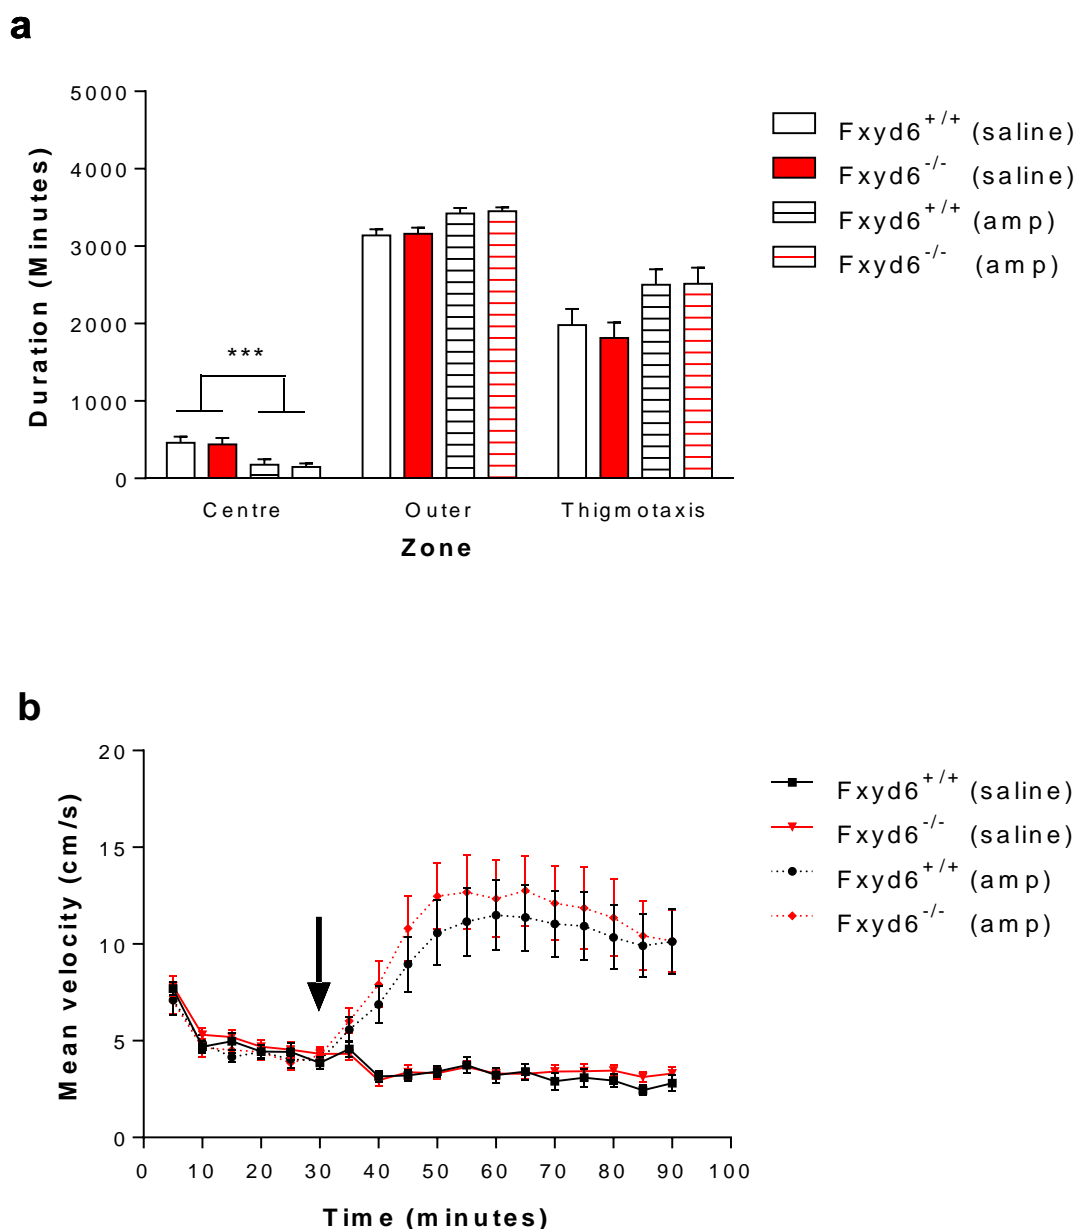 a
Duration (Minutes)
5000
4000
3000
2000
1000
0
***
Centre
Outer
Thigmotaxis
Zone
Fxyd6+/+ (saline)
Fxyd6-/- (saline)
Fxyd6+/+ (amp)
Fxyd6-/- (amp)
b
Mean velocity (cm/s)
20
15
10
5
0
0 10 20 30 40 50 60 70 80 90 100
Time (minutes)
Fxyd6+/+ (saline)
Fxyd6-/- (saline)
Fxyd6+/+ (amp)
Fxyd6-/- (amp)